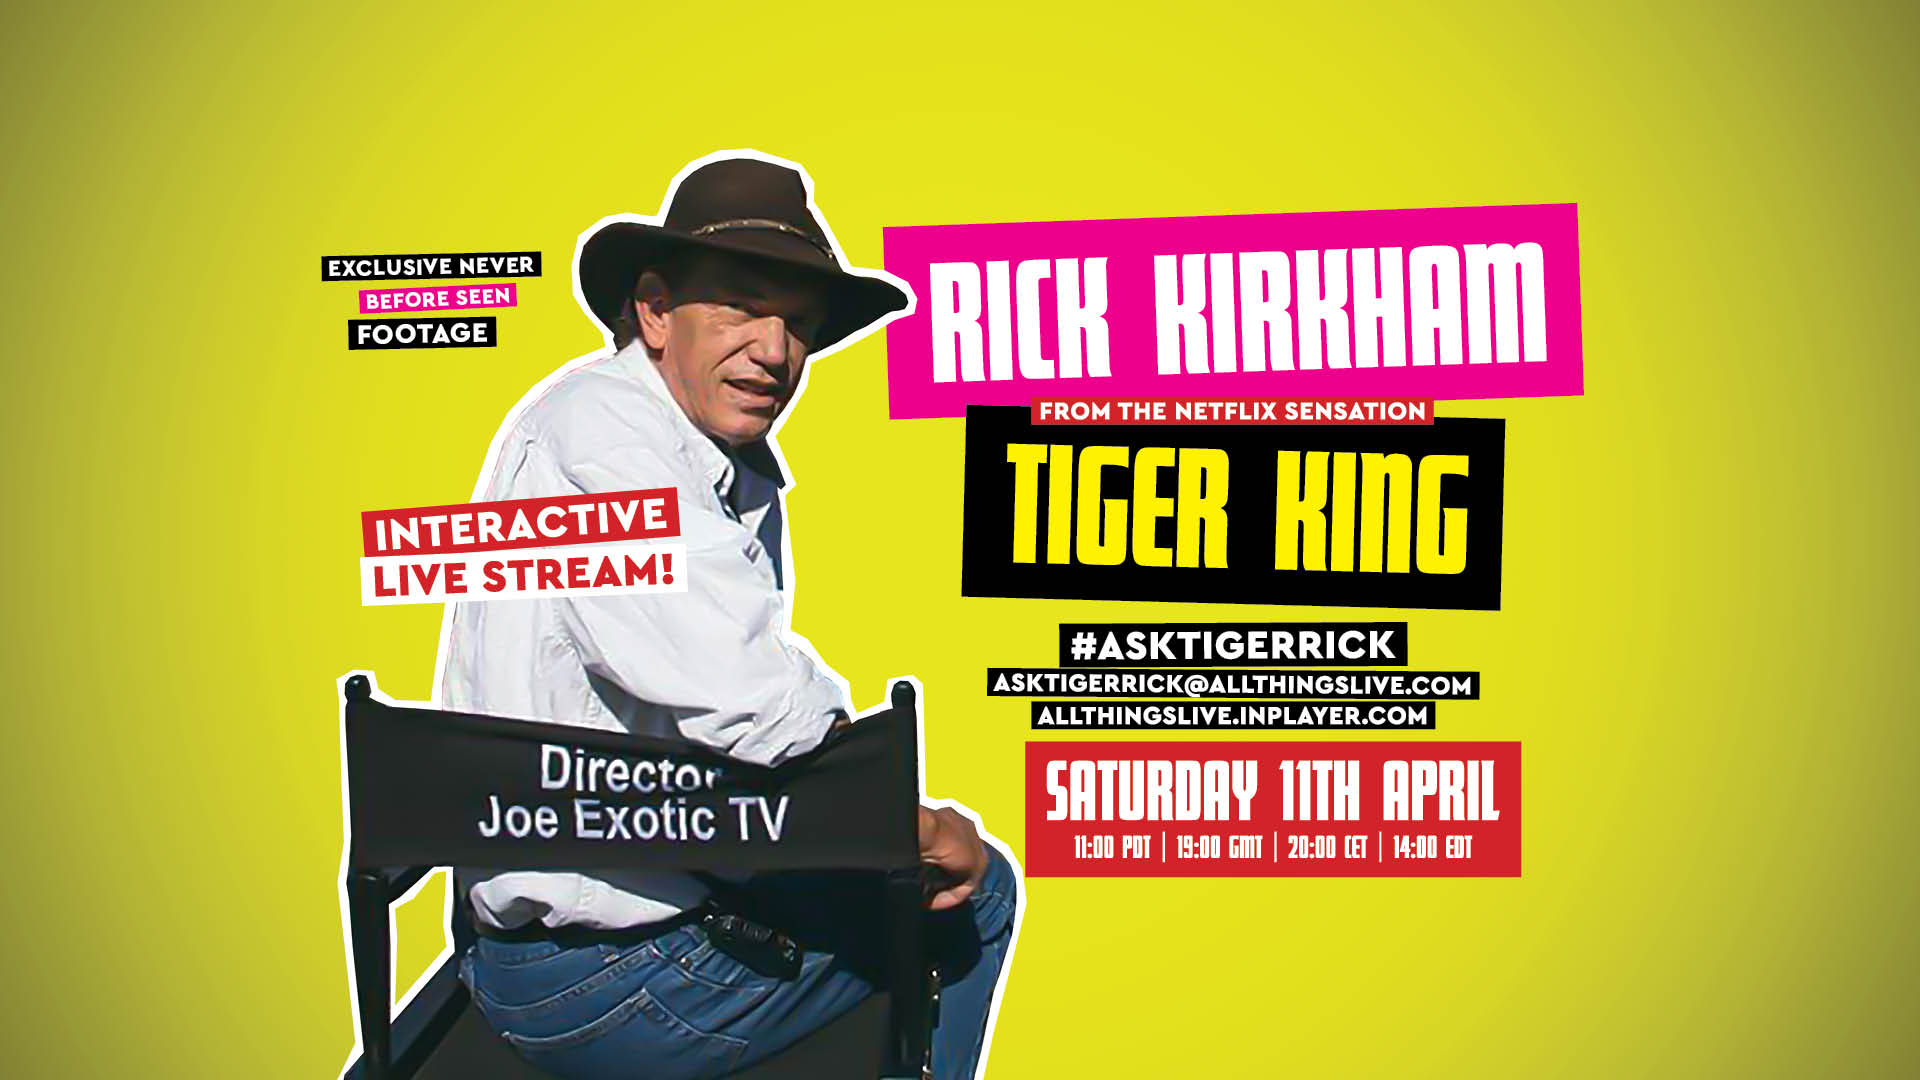 EXCLUSIVE NEVER
BEFORE SEEN
FOOTAGE
INTERACTIVE
LIVE STREAM!
Director
Joe Exotic TV
RICK KIRKHAM
FROM THE NETFLIX SENSATION
TIGER KING
#ASKTIGERRICK
ASKTIGERRICK@ALLTHINGSLIVE.COM
ALLTHINGSLIVE.INPLAYER.COM
SATURDAY 11TH APRIL
11:00 PDT | 19:00 GMT | 20:00 CET | 14:00 EDT